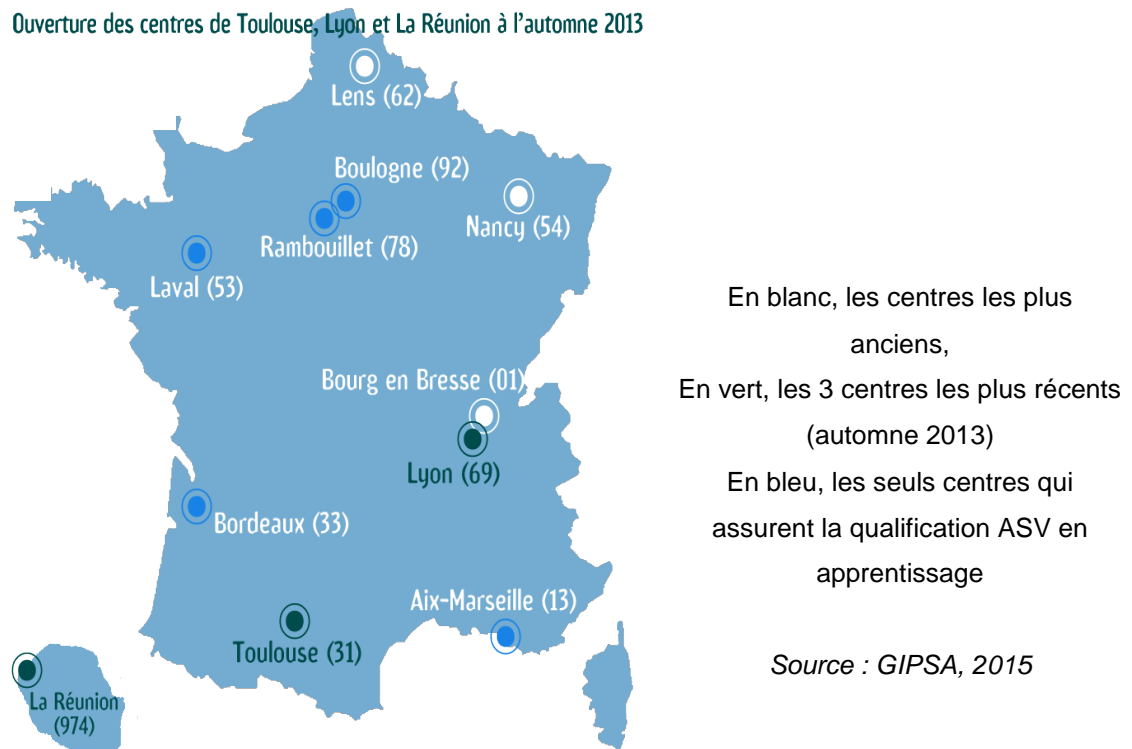 Ouverture des centres de Toulouse, Lyon et La Réunion à l'automne 2013
Lens (62)
Boulogne (92)
Nancy (54)
Rambouillet (78)
Laval (53)
Bourg en Bresse (01)
Lyon (69)
Bordeaux (33)
Aix-Marseille (13)
Toulouse (31)
La Réunion
(974)
En blanc, les centres les plus
anciens,
En vert, les 3 centres les plus récents
(automne 2013)
En bleu, les seuls centres qui
assurent la qualification ASV en
apprentissage
Source : GIPSA, 2015